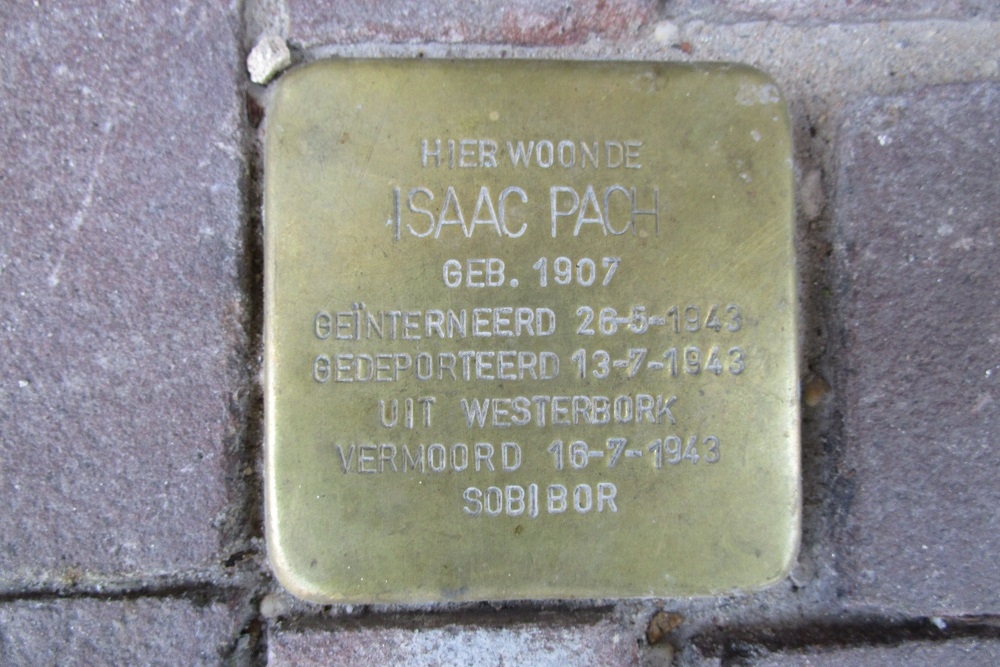 HIER WOONDE
ISAAC PACH
GEB. 1907
GEÏNTERNEERD 26-5-1943
GEDEPORTEERD 13-7-1943
UIT WESTERBORK
VERMOORD 16-7-1943
SOBIBOR